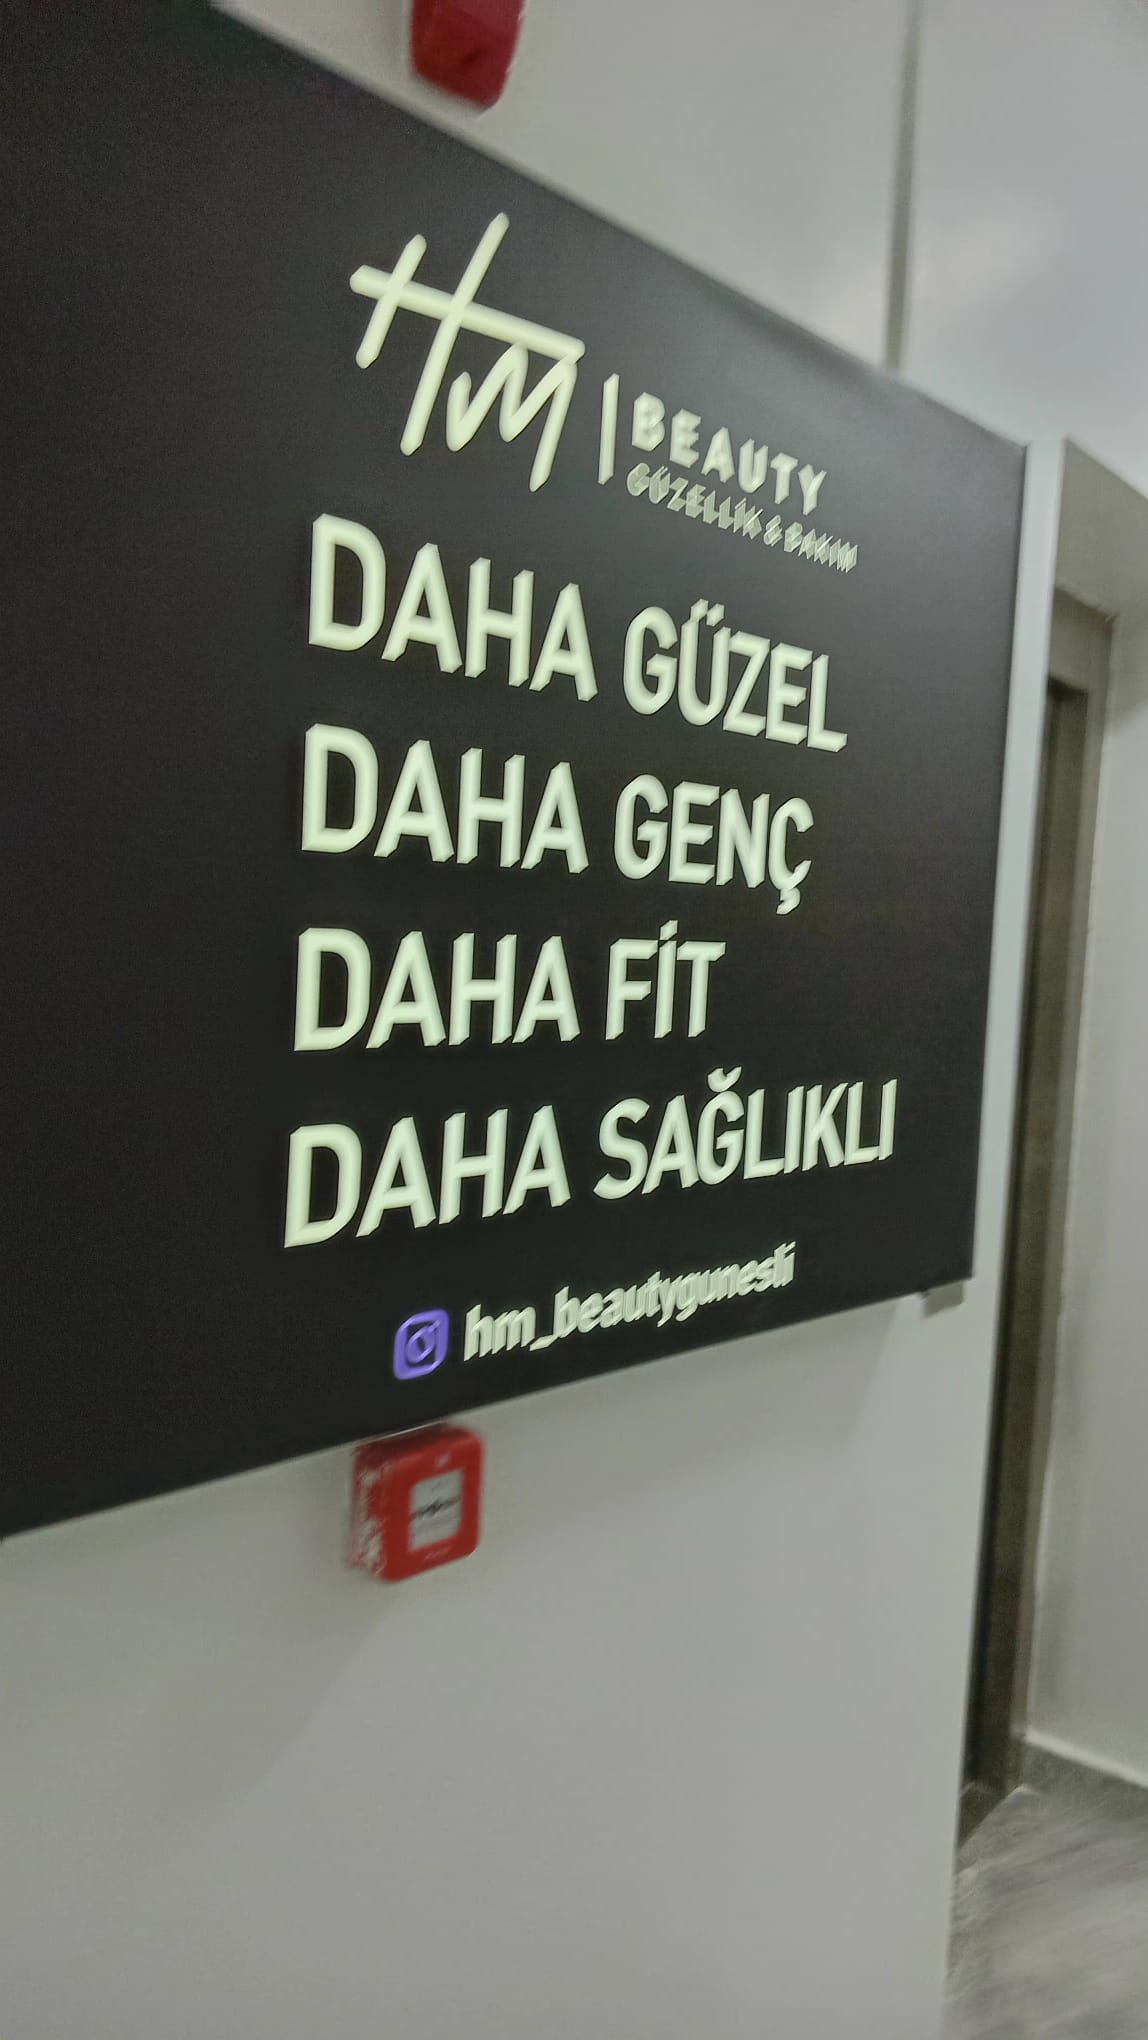 HM | BEAUTY
GÜZELLİK & BAKIM
DAHA GÜZEL
DAHA GENÇ
DAHA FİT
DAHA SAĞLIKLI
hm_beautygunesli